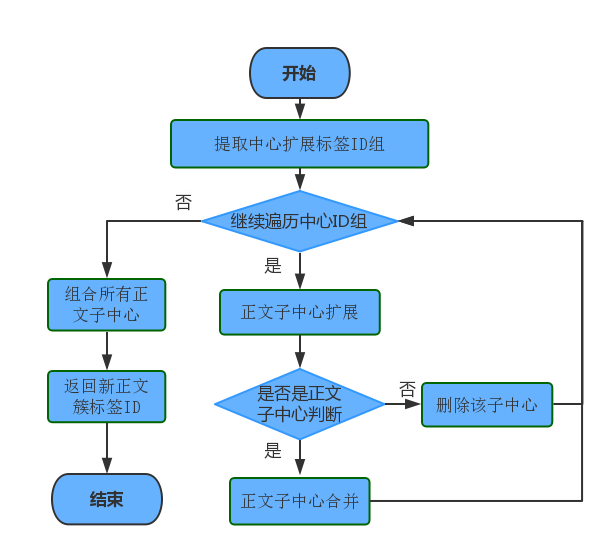 开始
提取中心扩展标签ID组
否
继续遍历中心ID组
是
组合所有正
文子中心
正文子中心扩展
返回新正文
簇标签ID
是否是正文
子中心判断
否
删除该子中心
是
结束
正文子中心合并